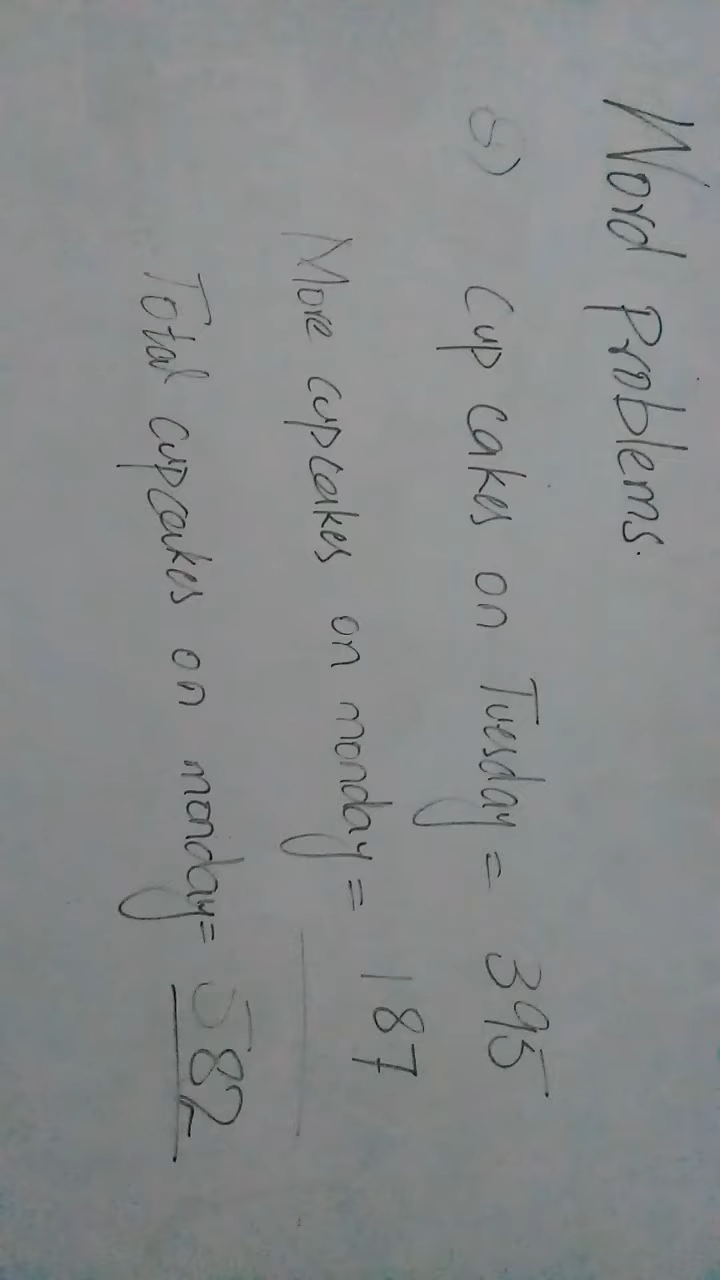 Word Problems.
5) Cup cakes on Tuesday = 395
More cupcakes on monday = 187
Total cupcakes on monday = 582